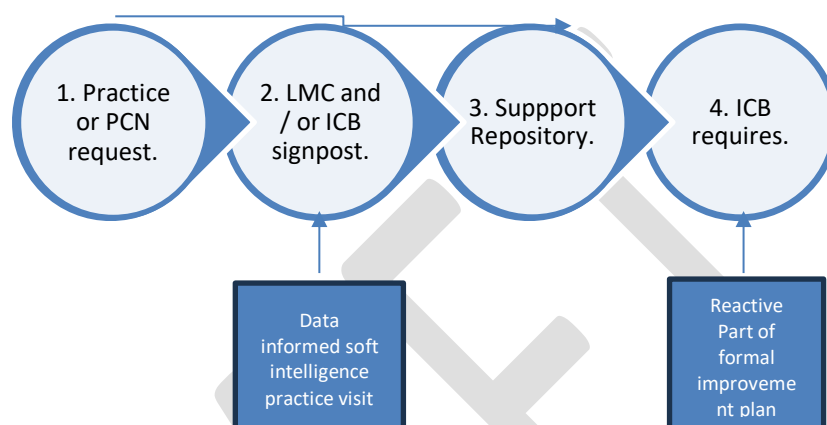 1. Practice
or PCN
request.
2. LMC and
/ or ICB
signpost.
3. Suppport
Repository.
4. ICB
requires.
Data
informed soft
intelligence
practice visit
Reactive
Part of
formal
improveme
nt plan